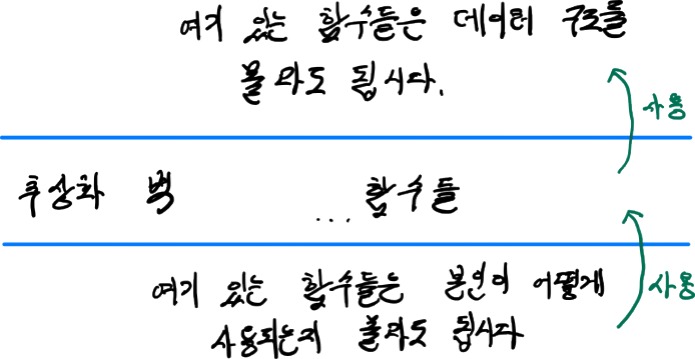 여기 있는 함수들은 데이터 구조를
몰라도 됩시다.
사용
추상화 벽 ... 함수들
여기 있는 함수들은 본인이 어떻게
사용
사용되는지 몰라도 됩시다